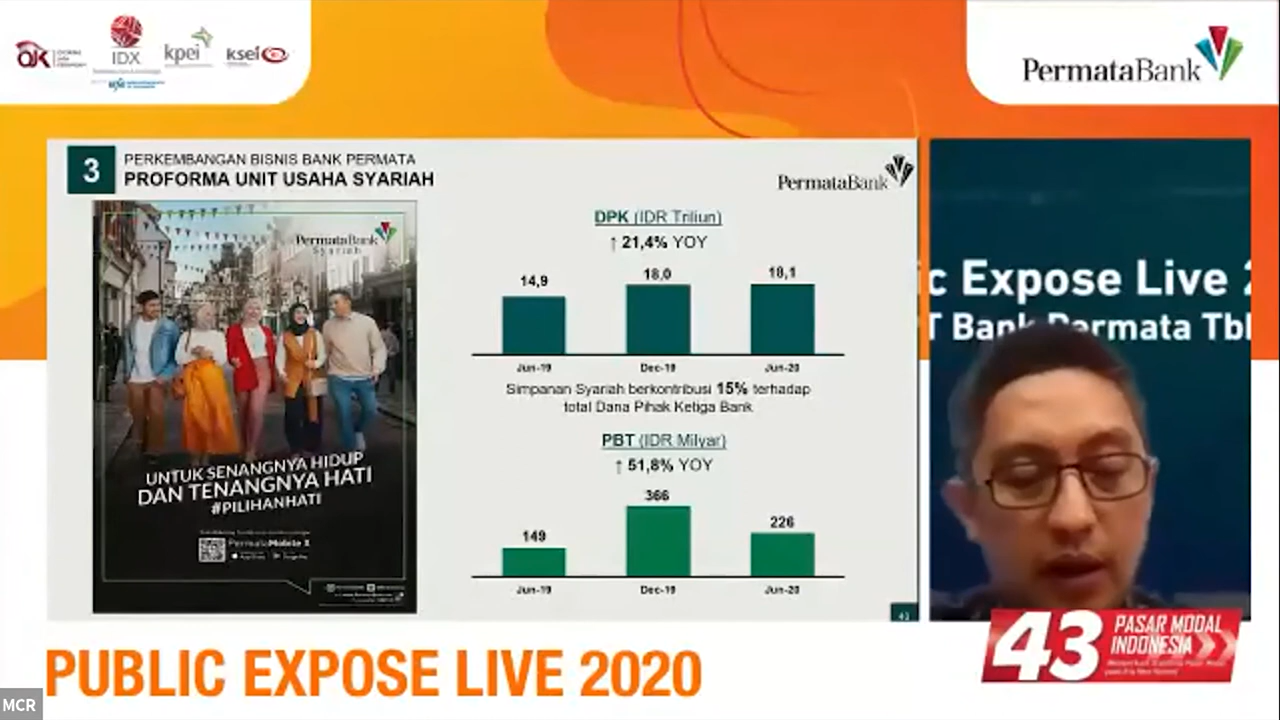 IDX
kpei
ksei
PermataBank
3
PERKEMBANGAN BISNIS BANK PERMATA
PROFORMA UNIT USAHA SYARIAH
PermataBank
PermataBank
Syariah
UNTUK SENANGNYA HIDUP
DAN TENANGNYA HATI
#PILIHANHATI
PermataMobile X
DPK (IDR Triliun)
↑ 21,4% YOY
14,9
18,0
18,1
Jun-19
Dec-19
Jun-20
Simpanan Syariah berkontribusi 15% terhadap
total Dana Pihak Ketiga Bank
PBT (IDR Milyar)
↑ 51,8% YOY
149
366
226
Jun-19
Dec-19
Jun-20
43
ic Expose Live 2
T Bank Permata Tbk
43
PASAR MODAL
INDONESIA
PUBLIC EXPOSE LIVE 2020
MCR